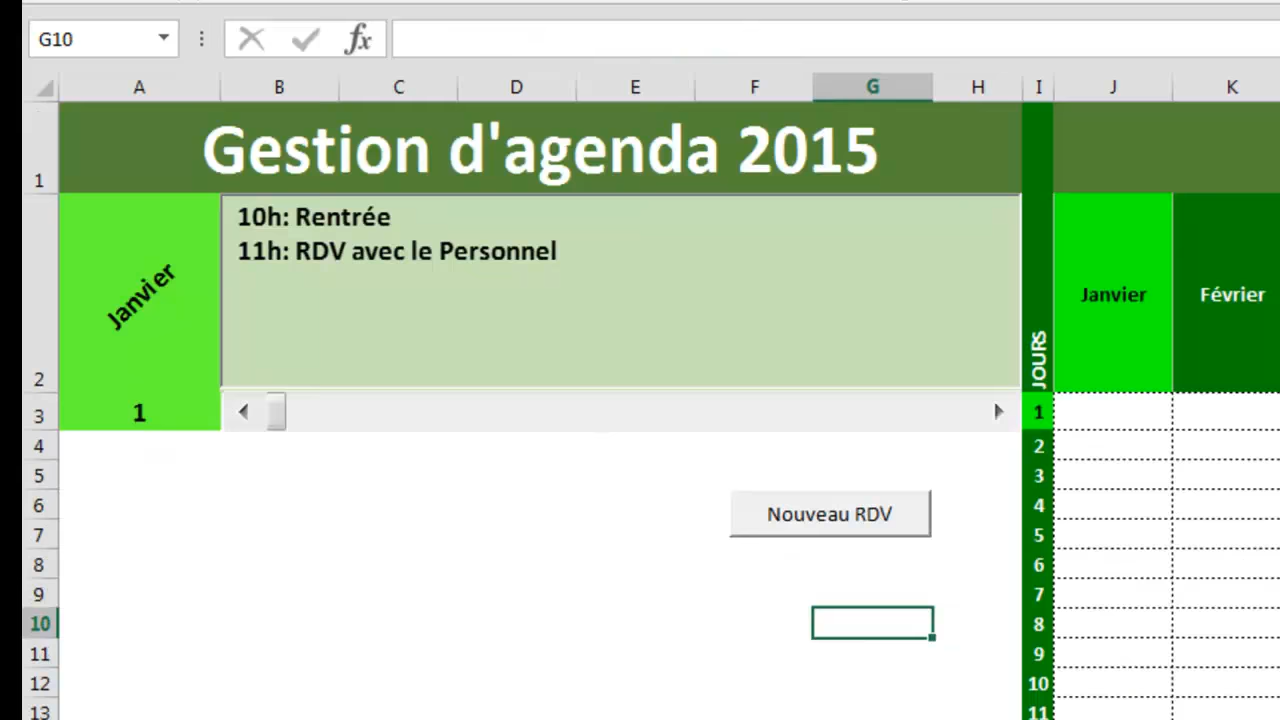 G10
fx
A B C D E F G H I J K
1 Gestion d'agenda 2015
2 Janvier
10h: Rentrée
11h: RDV avec le Personnel
JOURS Janvier Février
3 1 1
4 2
5 3
6 Nouveau RDV 4
7 5
8 6
9 7
10 8
11 9
12 10
13 11